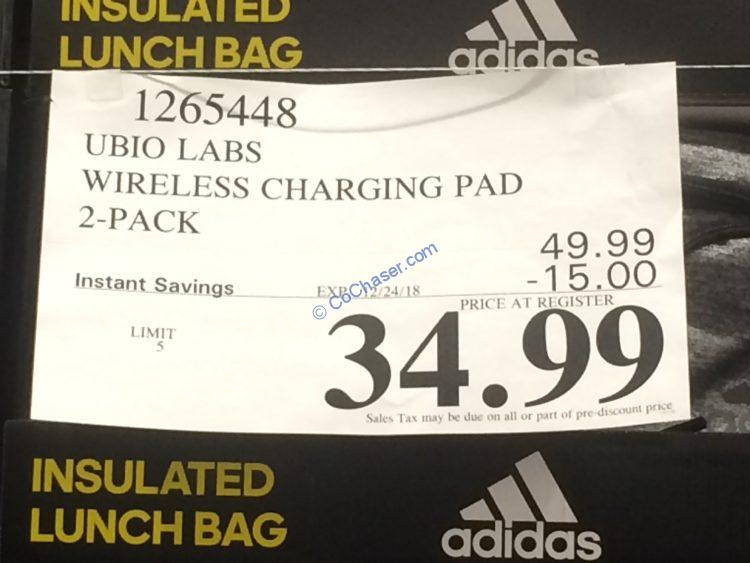 INSULATED
LUNCH BAG
adidas
1265448
UBIO LABS
WIRELESS CHARGING PAD
2-PACK
49.99
Instant Savings EXP 12/24/18 -15.00
© CoChaser.com
PRICE AT REGISTER
LIMIT
5
34.99
Sales Tax may be due on all or part of pre-discount price
INSULATED
LUNCH BAG
adidas